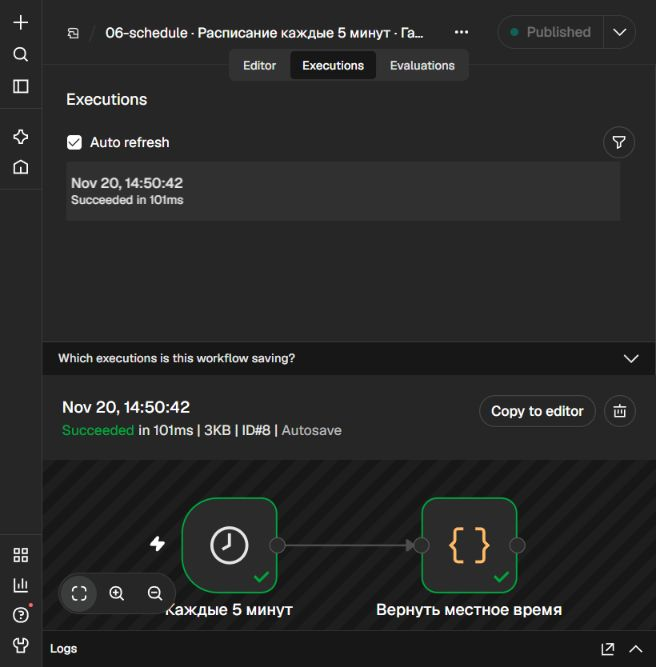 06-schedule · Расписание каждые 5 минут · Га...
Published
Editor
Executions
Evaluations
Executions
Auto refresh
Nov 20, 14:50:42
Succeeded in 101ms
Which executions is this workflow saving?
Nov 20, 14:50:42
Succeeded in 101ms | 3KB | ID#8 | Autosave
Copy to editor
Каждые 5 минут
Вернуть местное время
Logs